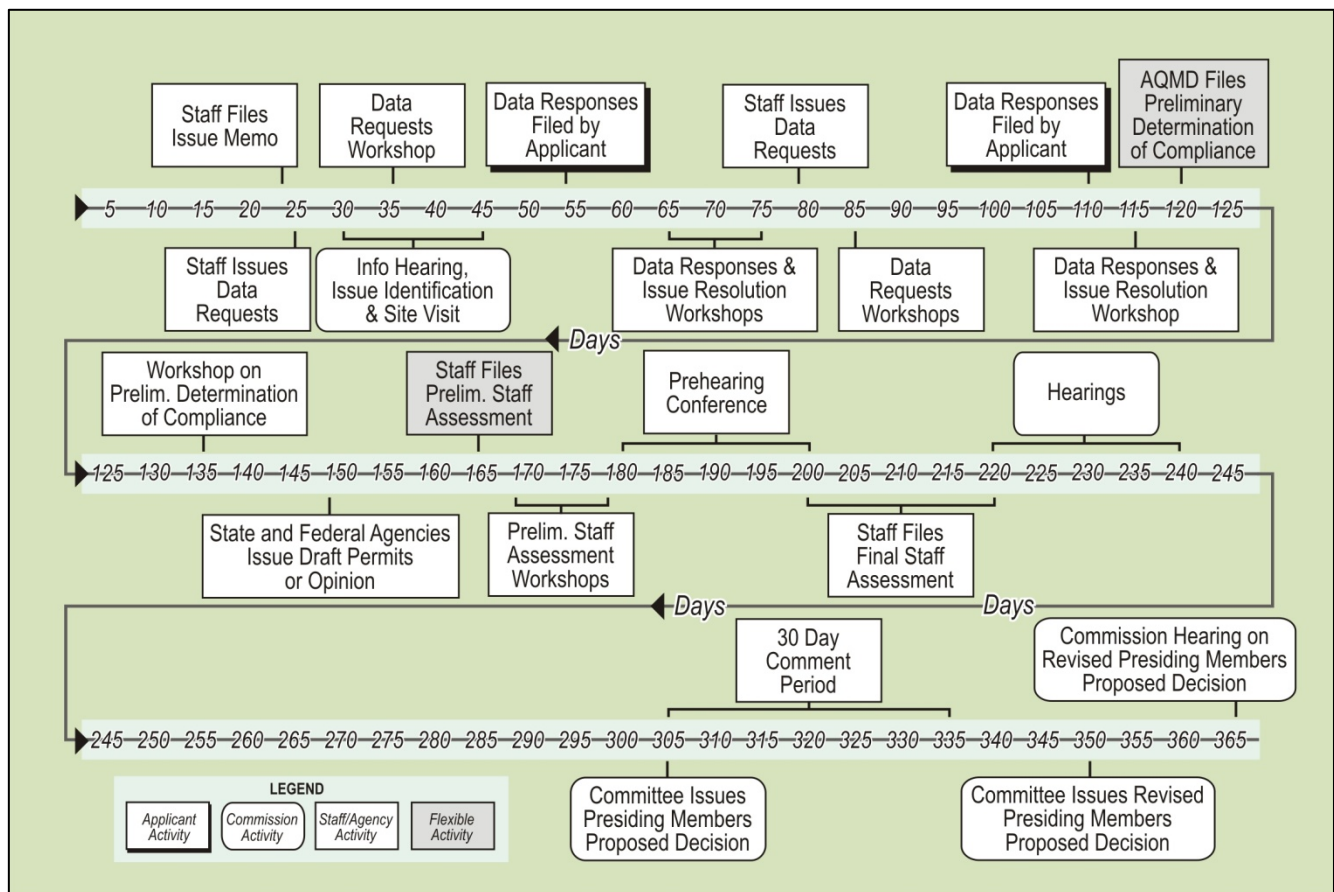 Staff Files
Issue Memo
Data
Requests
Workshop
Data Responses
Filed by
Applicant
Staff Issues
Data
Requests
Data Responses
Filed by
Applicant
AQMD Files
Preliminary
Determination
of Compliance
5 10 15 20 25 30 35 40 45 50 55 60 65 70 75 80 85 90 95 100 105 110 115 120 125
Staff Issues
Data
Requests
Info Hearing,
Issue Identification
& Site Visit
Data Responses &
Issue Resolution
Workshops
Data
Requests
Workshops
Data Responses &
Issue Resolution
Workshop
Days
Workshop on
Prelim. Determination
of Compliance
Staff Files
Prelim. Staff
Assessment
Prehearing
Conference
Hearings
125 130 135 140 145 150 155 160 165 170 175 180 185 190 195 200 205 210 215 220 225 230 235 240 245
State and Federal Agencies
Issue Draft Permits
or Opinion
Prelim. Staff
Assessment
Workshops
Staff Files
Final Staff
Assessment
Days Days
30 Day
Comment
Period
Commission Hearing on
Revised Presiding Members
Proposed Decision
245 250 255 260 265 270 275 280 285 290 295 300 305 310 315 320 325 330 335 340 345 350 355 360 365
Committee Issues
Presiding Members
Proposed Decision
Committee Issues Revised
Presiding Members
Proposed Decision
LEGEND
Applicant
Activity
Commission
Activity
Staff/Agency
Activity
Flexible
Activity